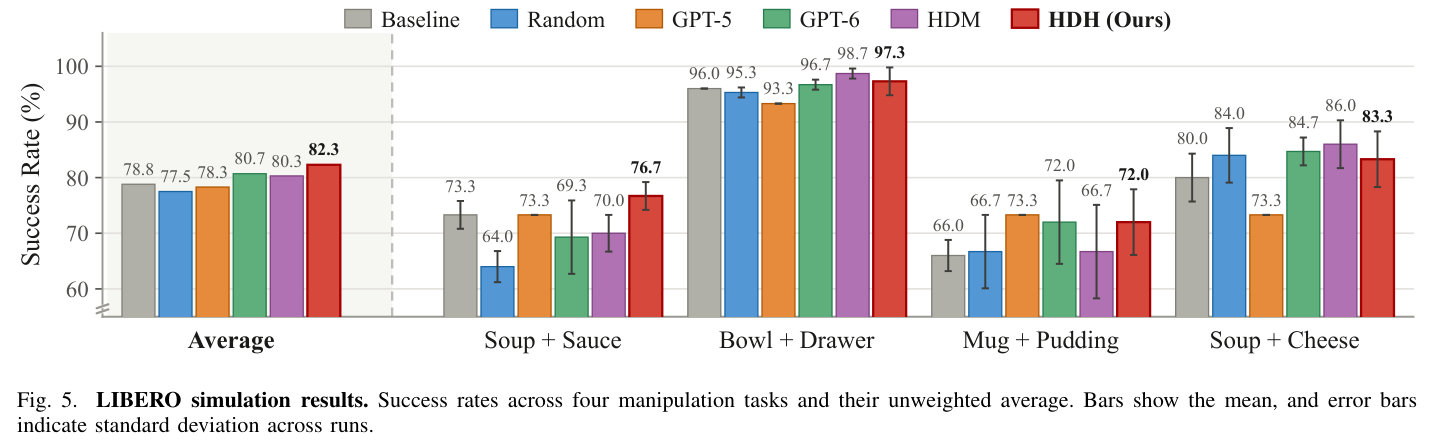 Baseline Random GPT-5 GPT-6 HDM HDH (Ours)
Success Rate (%)
100
90
80
70
60
78.8 77.5 78.3 80.7 80.3 82.3
73.3 64.0 73.3 69.3 70.0 76.7
96.0 95.3 93.3 96.7 98.7 97.3
66.0 66.7 73.3 72.0 66.7 72.0
80.0 84.0 73.3 84.7 86.0 83.3
Average Soup + Sauce Bowl + Drawer Mug + Pudding Soup + Cheese
Fig. 5. LIBERO simulation results. Success rates across four manipulation tasks and their unweighted average. Bars show the mean, and error bars
indicate standard deviation across runs.